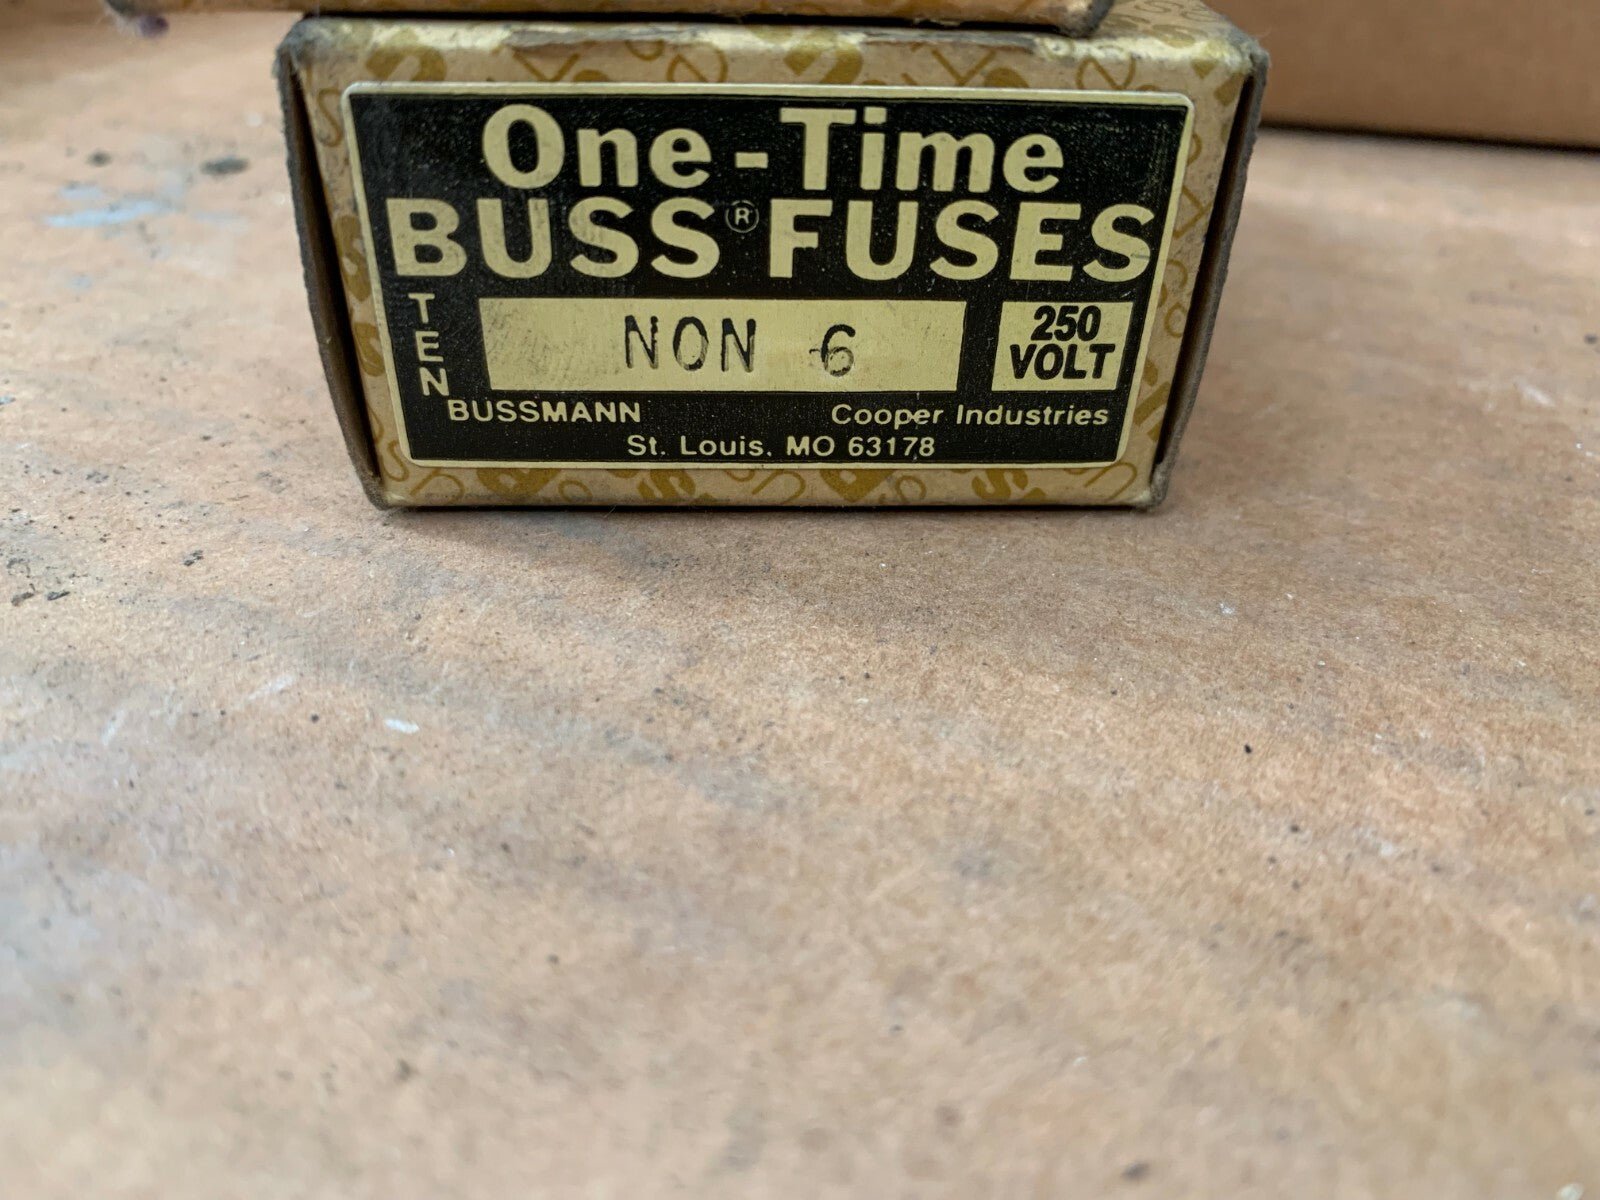 One-Time
BUSS® FUSES
TEN
NON 6
250
VOLT
BUSSMANN Cooper Industries
St. Louis, MO 63178